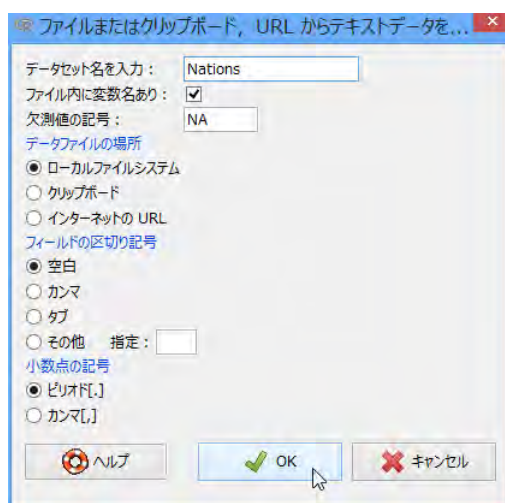 ファイルまたはクリップボード, URL からテキストデータを...
データセット名を入力: Nations
ファイル内に変数名あり:
欠測値の記号: NA
データファイルの場所
ローカルファイルシステム
クリップボード
インターネットの URL
フィールドの区切り記号
空白
カンマ
タブ
その他 指定:
小数点の記号
ピリオド[.]
カンマ[,]
ヘルプ OK キャンセル